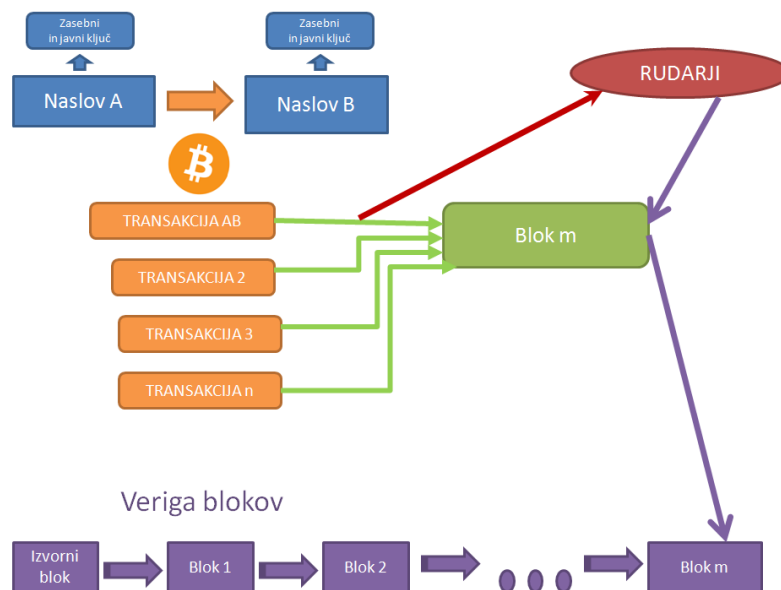 Zasebni
in javni ključ
Zasebni
in javni ključ
Naslov A
Naslov B
RUDARJI
TRANSAKCIJA AB
Blok m
TRANSAKCIJA 2
TRANSAKCIJA 3
TRANSAKCIJA n
Veriga blokov
Izvorni
blok
Blok 1
Blok 2
Blok m